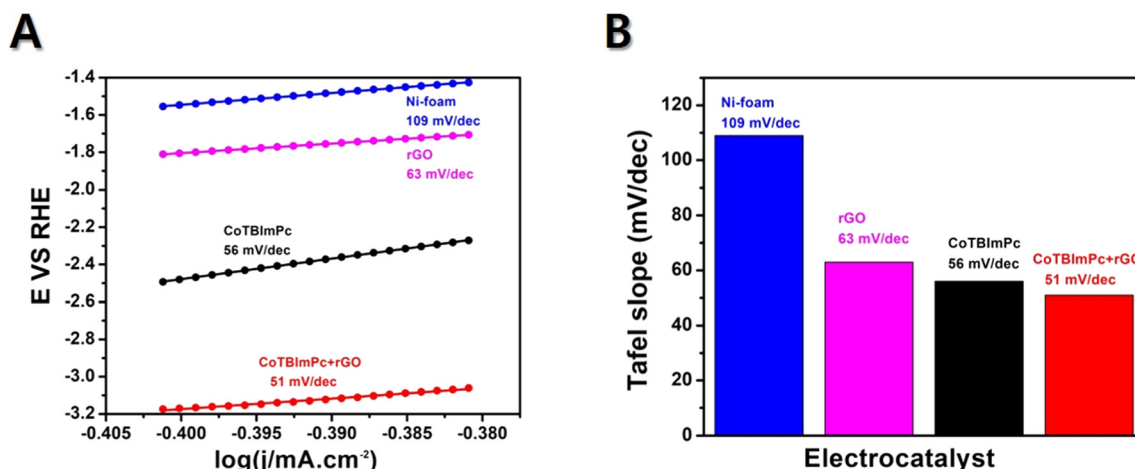 A
-1.4
-1.6
-1.8
-2.0
-2.2
-2.4
-2.6
-2.8
-3.0
-3.2
E VS RHE
Ni-foam
109 mV/dec
rGO
63 mV/dec
CoTBImPc
56 mV/dec
CoTBImPc+rGO
51 mV/dec
-0.405 -0.400 -0.395 -0.390 -0.385 -0.380
log(j/mA.cm⁻²)
B
120
100
80
60
40
20
0
Tafel slope (mV/dec)
Ni-foam
109 mV/dec
rGO
63 mV/dec
CoTBImPc
56 mV/dec
CoTBImPc+rGO
51 mV/dec
Electrocatalyst